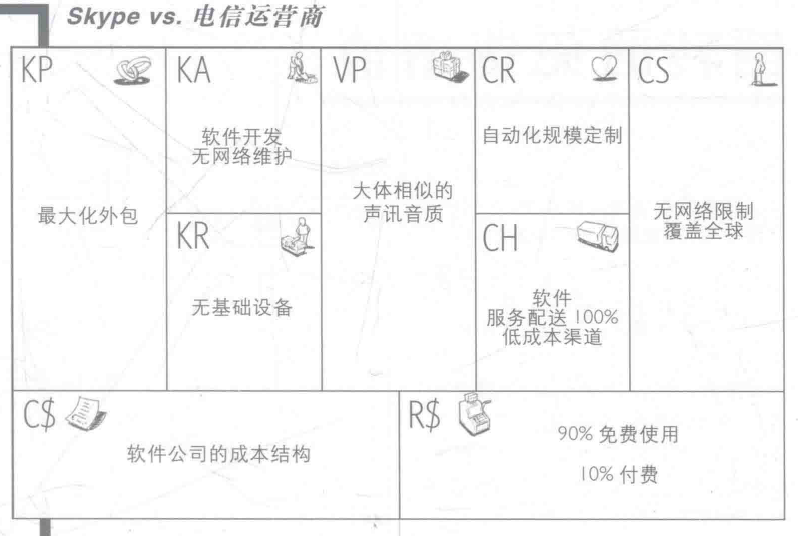 Skype vs. 电信运营商
KP
最大化外包
KA
软件开发
无网络维护
KR
无基础设备
VP
大体相似的
声讯音质
CR
自动化规模定制
CH
软件
服务配送 100%
低成本渠道
CS
无网络限制
覆盖全球
C$
软件公司的成本结构
R$
90% 免费使用
10% 付费